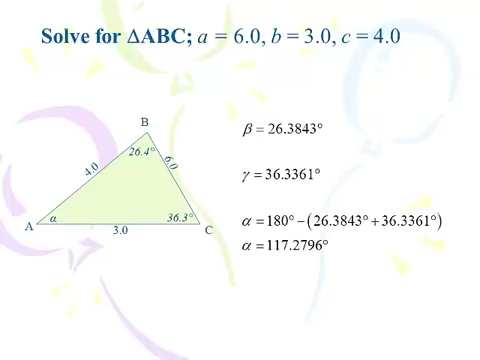 Solve for ΔABC; a = 6.0, b = 3.0, c = 4.0
B
26.4°
4.0
6.0
A
α
36.3°
C
3.0
β = 26.3843°
γ = 36.3361°
α = 180° − (26.3843° + 36.3361°)
α = 117.2796°